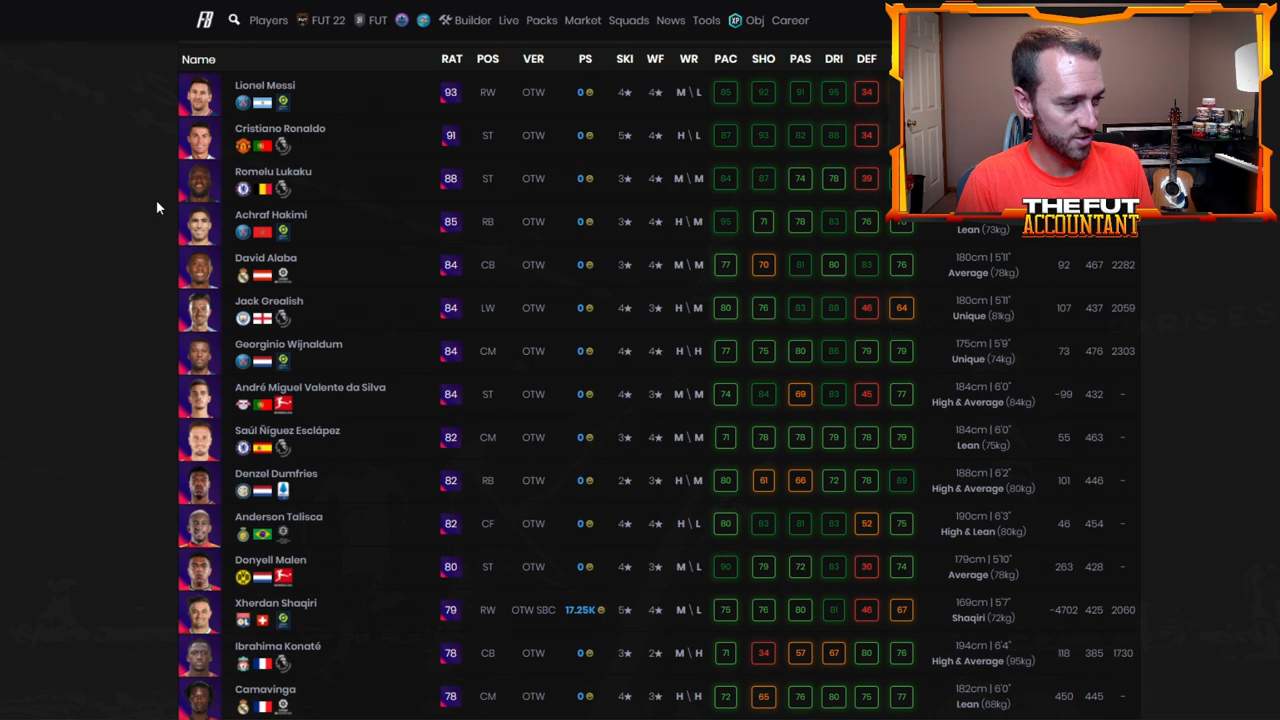 FB Players FUT 22 FUT Builder Live Packs Market Squads News Tools XP Obj Career
Name RAT POS VER PS SKI WF WR PAC SHO PAS DRI DEF
Lionel Messi
93 RW OTW 0 4★ 4★ M \ L 85 92 91 95 34
Cristiano Ronaldo
91 ST OTW 0 5★ 4★ H \ L 87 93 82 88 34
Romelu Lukaku
88 ST OTW 0 3★ 4★ M \ M 84 87 74 78 39
Achraf Hakimi
85 RB OTW 0 3★ 4★ H \ M 95 71 78 83 76
Lean (73kg)
THE FUT
ACCOUNTANT
David Alaba
84 CB OTW 0 3★ 4★ M \ M 77 70 81 80 83 76
180cm | 5'11"
Average (78kg)
92 467 2282
Jack Grealish
84 LW OTW 0 4★ 3★ H \ M 80 76 83 88 46 64
180cm | 5'11"
Unique (81kg)
107 437 2059
Georginio Wijnaldum
84 CM OTW 0 4★ 4★ H \ H 77 75 80 86 79 79
175cm | 5'9"
Unique (74kg)
73 476 2303
André Miguel Valente da Silva
84 ST OTW 0 4★ 3★ M \ M 74 84 69 83 45 77
184cm | 6'0"
High & Average (84kg)
-99 432 -
Saúl Ñíguez Esclápez
82 CM OTW 0 3★ 4★ M \ M 71 78 78 79 78 79
184cm | 6'0"
Lean (75kg)
55 463 -
Denzel Dumfries
82 RB OTW 0 2★ 3★ H \ M 80 61 66 72 78 89
188cm | 6'2"
High & Average (80kg)
101 446 -
Anderson Talisca
82 CF OTW 0 4★ 4★ H \ L 80 83 81 83 52 75
190cm | 6'3"
High & Lean (80kg)
46 454 -
Donyell Malen
80 ST OTW 0 4★ 3★ M \ L 90 79 72 83 30 74
179cm | 5'10"
Average (78kg)
263 428 -
Xherdan Shaqiri
79 RW OTW SBC 17.25K 5★ 4★ M \ L 75 76 80 81 46 67
169cm | 5'7"
Shaqiri (72kg)
-4702 425 2060
Ibrahima Konaté
78 CB OTW 0 3★ 2★ M \ H 71 34 57 67 80 76
194cm | 6'4"
High & Average (95kg)
118 385 1730
Camavinga
78 CM OTW 0 4★ 3★ H \ H 72 65 76 80 75 77
182cm | 6'0"
Lean (68kg)
450 445 -